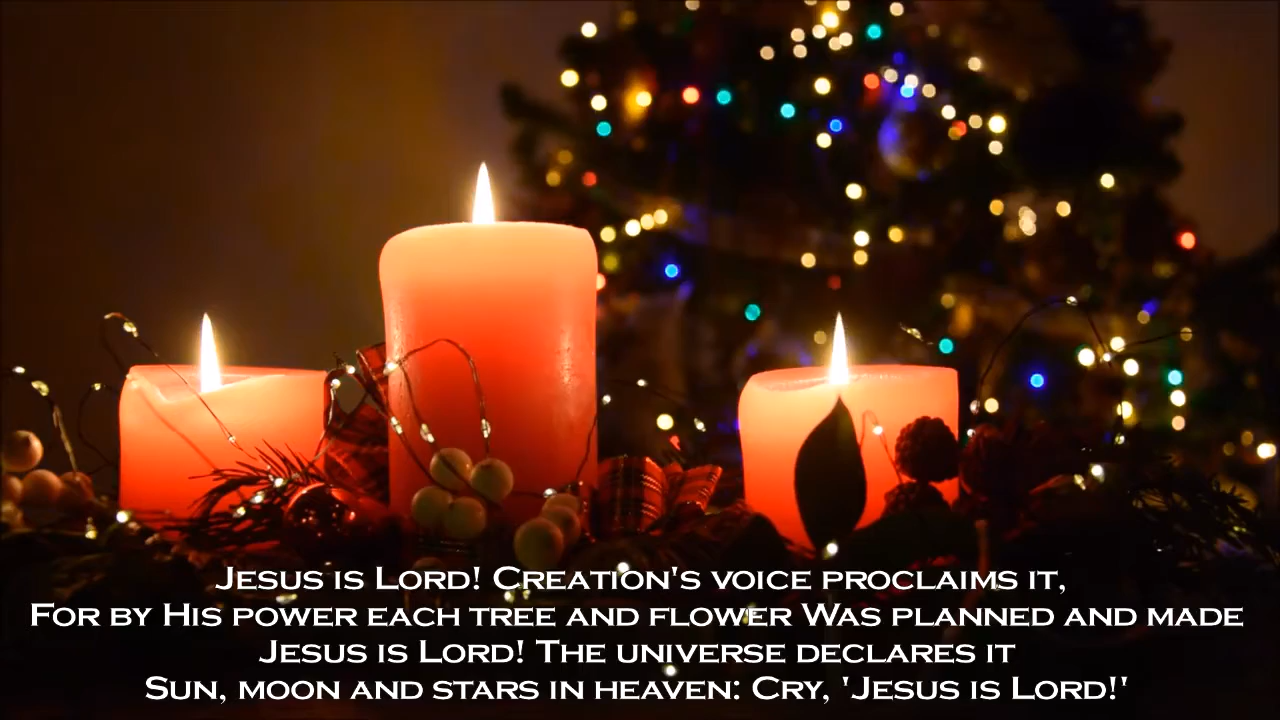 Jesus is Lord! Creation's voice proclaims it,
For by His power each tree and flower Was planned and made
Jesus is Lord! The universe declares it
Sun, moon and stars in heaven: Cry, 'Jesus is Lord!'